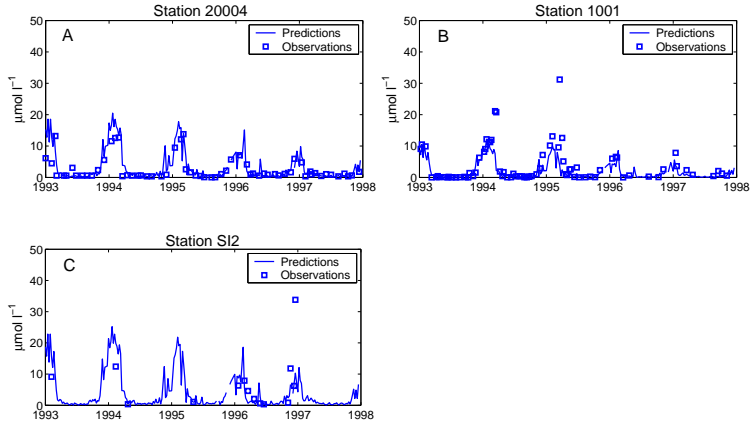 Station 20004
A
Predictions
Observations
µmol l−1
50
40
30
20
10
0
1993 1994 1995 1996 1997 1998
Station 1001
B
Predictions
Observations
µmol l−1
50
40
30
20
10
0
1993 1994 1995 1996 1997 1998
Station SI2
C
Predictions
Observations
µmol l−1
50
40
30
20
10
0
1993 1994 1995 1996 1997 1998